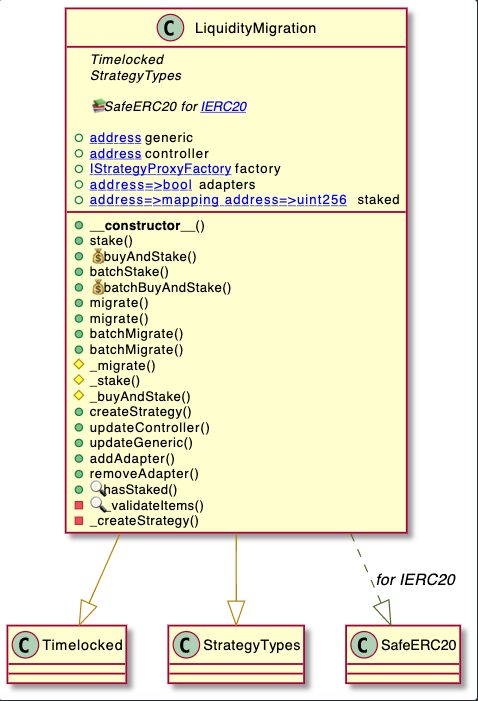 C LiquidityMigration
Timelocked
StrategyTypes
SafeERC20 for IERC20
address generic
address controller
IStrategyProxyFactory factory
address=>bool adapters
address=>mapping address=>uint256 staked
__constructor__()
stake()
buyAndStake()
batchStake()
batchBuyAndStake()
migrate()
migrate()
batchMigrate()
batchMigrate()
_migrate()
_stake()
_buyAndStake()
createStrategy()
updateController()
updateGeneric()
addAdapter()
removeAdapter()
hasStaked()
_validateItems()
_createStrategy()
for IERC20
C Timelocked
C StrategyTypes
C SafeERC20